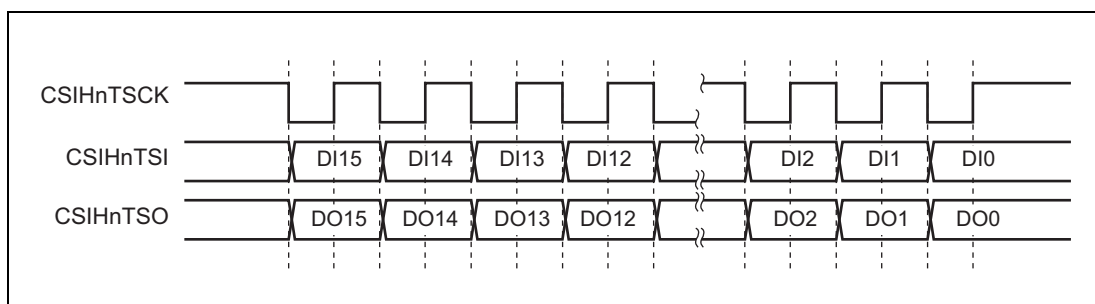 CSIHnTSCK
CSIHnTSI DI15 DI14 DI13 DI12 DI2 DI1 DI0
CSIHnTSO DO15 DO14 DO13 DO12 DO2 DO1 DO0